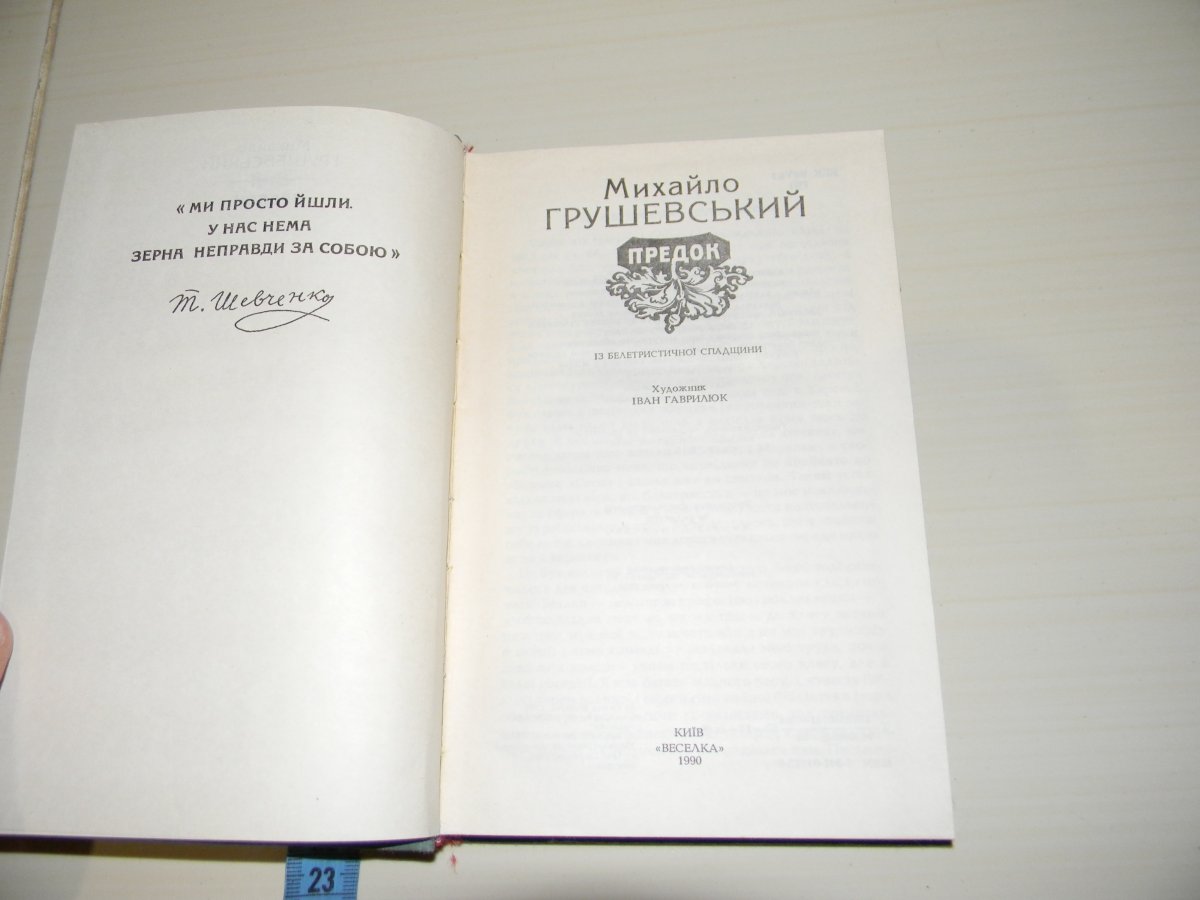 « МИ ПРОСТО ЙШЛИ.
У НАС НЕМА
ЗЕРНА НЕПРАВДИ ЗА СОБОЮ »
Т. Шевченко
Михайло
ГРУШЕВСЬКИЙ
ПРЕДОК
ІЗ БЕЛЕТРИСТИЧНОЇ СПАДЩИНИ
Художник
ІВАН ГАВРИЛЮК
КИЇВ
«ВЕСЕЛКА»
1990
23